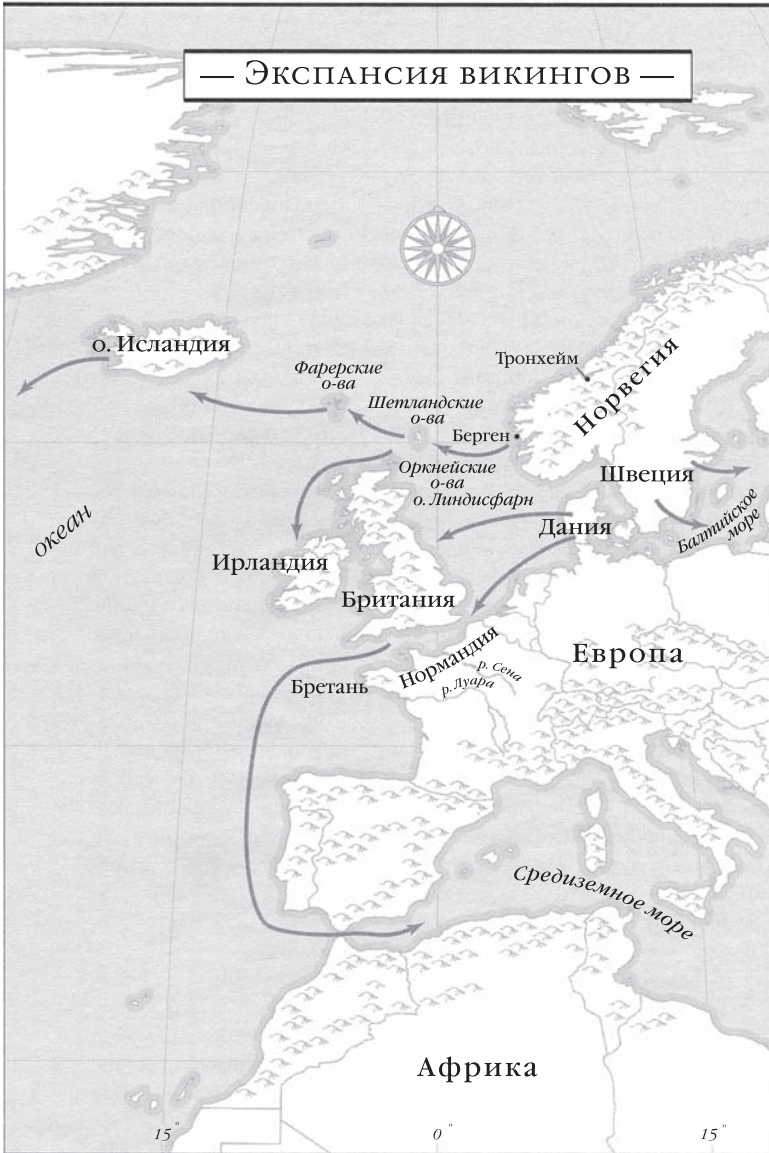 — Экспансия викингов —
о. Исландия
Фарерские
о-ва
Тронхейм
Норвегия
Шетландские
о-ва
Берген
Оркнейские
о-ва
о. Линдисфарн
Швеция
Дания
Балтийское
море
океан
Ирландия
Британия
Нормандия
Европа
р. Сена
р. Луара
Бретань
Средиземное море
Африка
15°
0°
15°